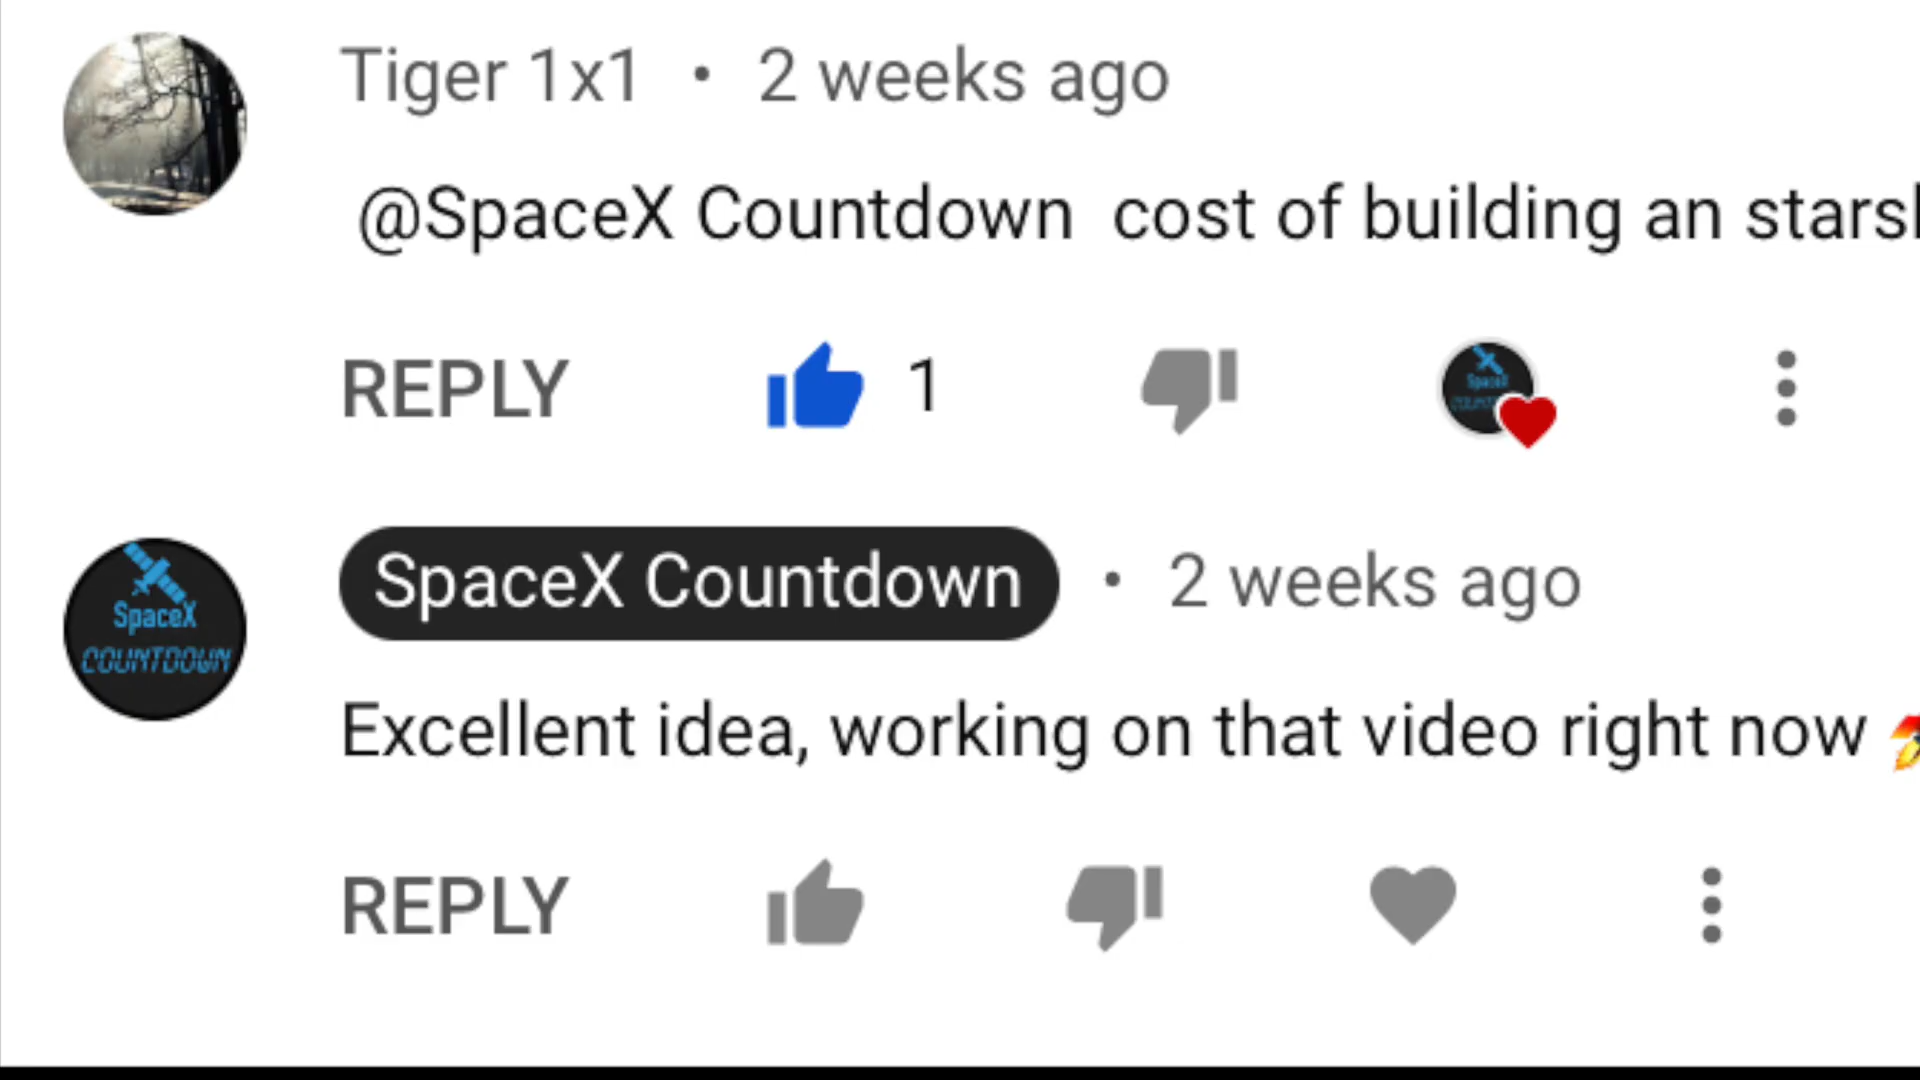 Tiger 1x1 • 2 weeks ago
@SpaceX Countdown cost of building an
REPLY 1
SpaceX
SpaceX Countdown • 2 weeks ago
SpaceX
COUNTDOWN
Excellent idea, working on that video right now
REPLY